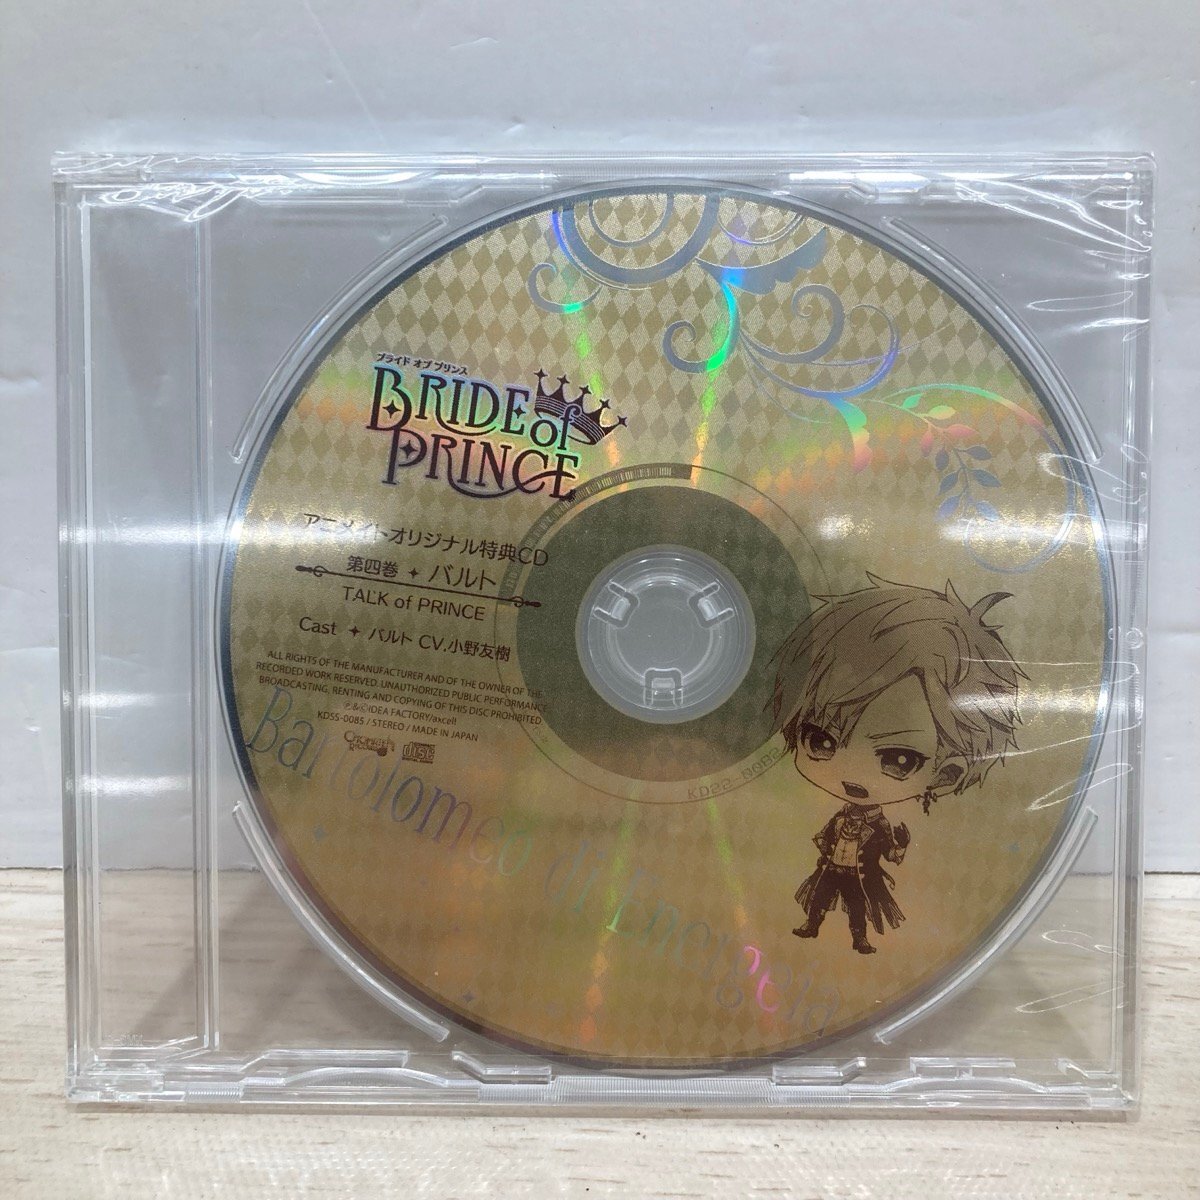 ブライド オブ プリンス
BRIDE of
PRINCE
アニメイトオリジナル特典CD
第四巻 ✦ バルト
TALK of PRINCE
Cast ✦ バルト CV.小野友樹
ALL RIGHTS OF THE MANUFACTURER AND OF THE OWNER OF THE
RECORDED WORK RESERVED. UNAUTHORIZED PUBLIC PERFORMANCE
BROADCASTING, RENTING AND COPYING OF THIS DISC PROHIBITED.
℗&©IDEA FACTORY/axcell
KDSS-0085 / STEREO / MADE IN JAPAN
disc
Bartolomeo di Energeia